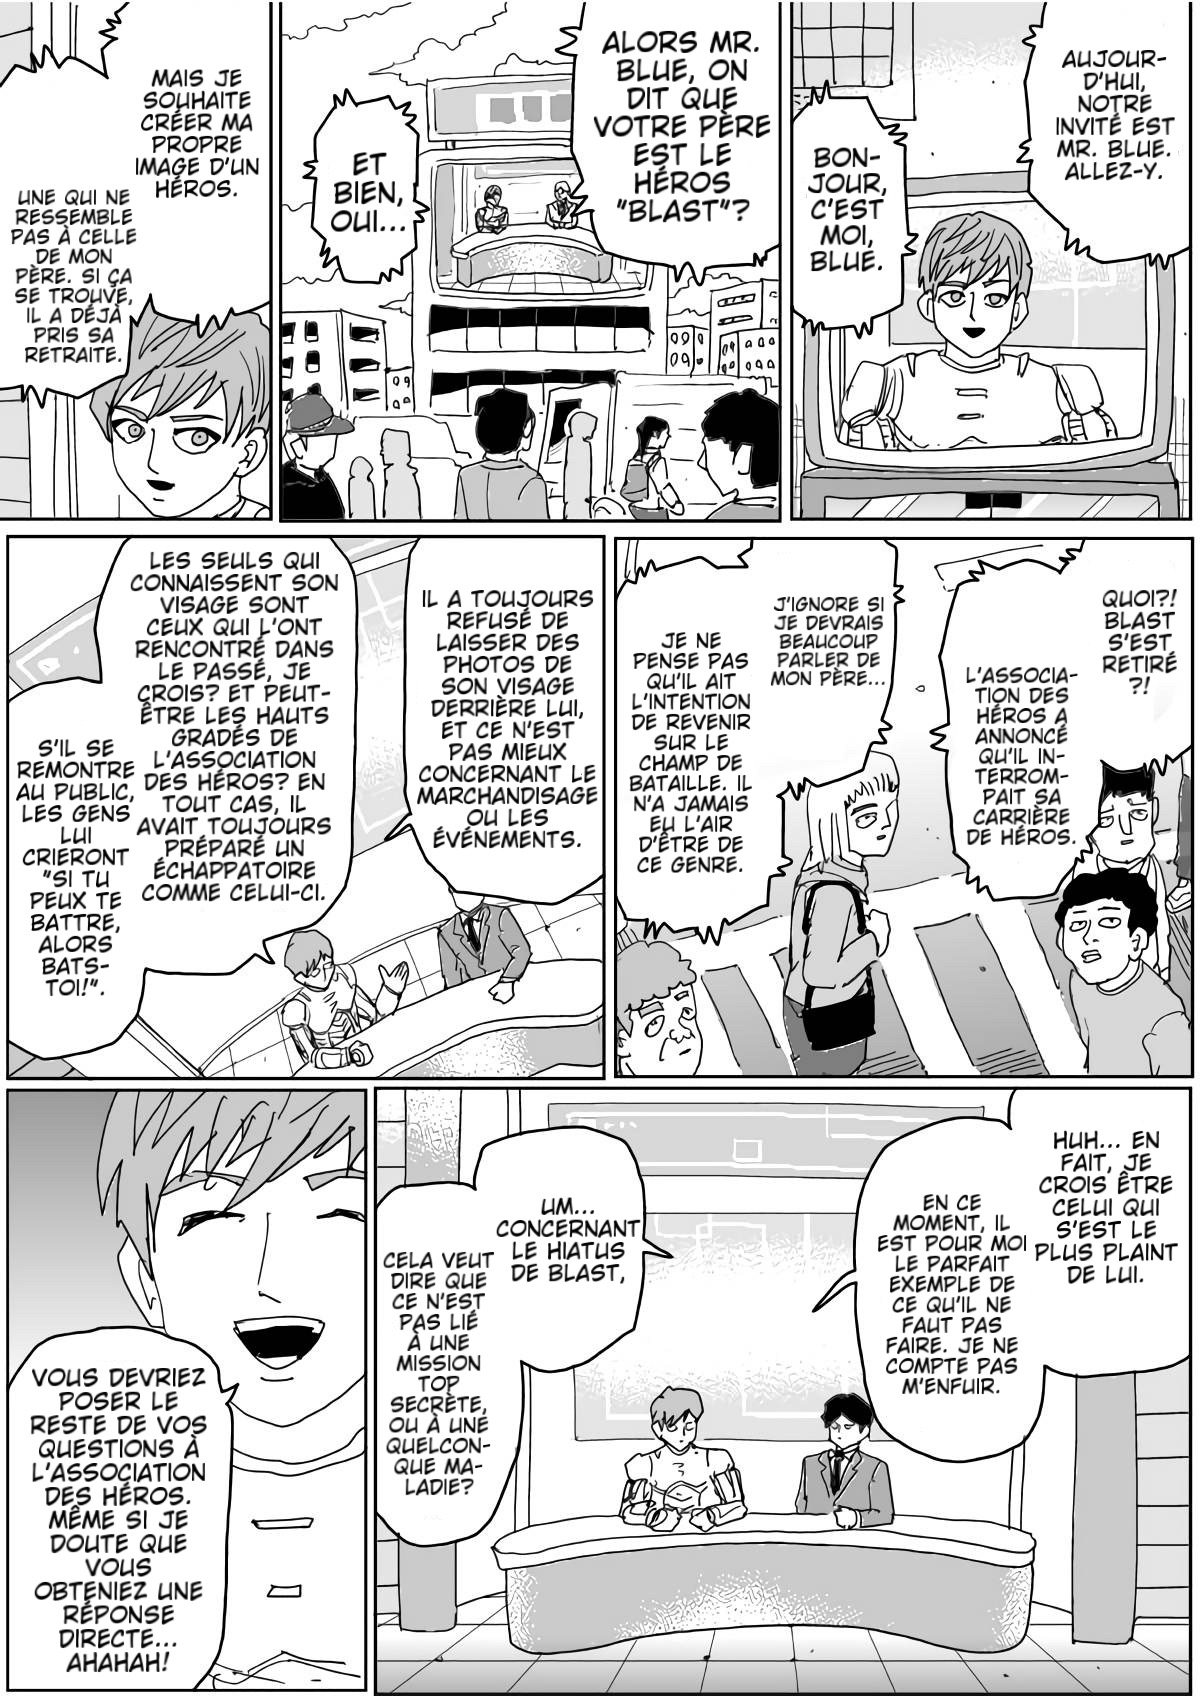 AUJOUR-
D'HUI,
NOTRE
INVITÉ EST
MR. BLUE.
ALLEZ-Y.
BON-
JOUR,
C'EST
MOI,
BLUE.
ALORS MR.
BLUE, ON
DIT QUE
VOTRE PÈRE
EST LE
HÉROS
"BLAST"?
ET
BIEN,
OUI...
MAIS JE
SOUHAITE
CRÉER MA
PROPRE
IMAGE D'UN
HÉROS.
UNE QUI NE
RESSEMBLE
PAS À CELLE
DE MON
PÈRE. SI ÇA
SE TROUVE,
IL A DÉJÀ
PRIS SA
RETRAITE.
QUOI?!
BLAST
S'EST
RETIRÉ
?!
L'ASSOCIA-
TION DES
HÉROS A
ANNONCÉ
QU'IL IN-
TERROM-
PAIT SA
CARRIÈRE
DE HÉROS.
J'IGNORE SI
JE DEVRAIS
BEAUCOUP
PARLER DE
MON PÈRE...
JE NE
PENSE PAS
QU'IL AIT
L'INTENTION
DE REVENIR
SUR LE
CHAMP DE
BATAILLE. IL
N'A JAMAIS
EU L'AIR
D'ÊTRE DE
CE GENRE.
IL A TOUJOURS
REFUSÉ DE
LAISSER DES
PHOTOS DE
SON VISAGE
DERRIÈRE LUI,
ET CE N'EST
PAS MIEUX
CONCERNANT LE
MARCHANDISAGE
OU LES
ÉVÉNEMENTS.
LES SEULS QUI
CONNAISSENT SON
VISAGE SONT
CEUX QUI L'ONT
RENCONTRÉ DANS
LE PASSÉ, JE
CROIS? ET PEUT-
ÊTRE LES HAUTS
GRADÉS DE
L'ASSOCIATION
DES HÉROS? EN
TOUT CAS, IL
AVAIT TOUJOURS
PRÉPARÉ UN
ÉCHAPPATOIRE
COMME CELUI-CI.
S'IL SE
REMONTRE
AU PUBLIC,
LES GENS
LUI
CRIERONT
"SI TU
PEUX TE
BATTRE,
ALORS
BATS-
TOI!".
HUH... EN
FAIT, JE
CROIS ÊTRE
CELUI QUI
S'EST LE
PLUS PLAINT
DE LUI.
EN CE
MOMENT, IL
EST POUR MOI
LE PARFAIT
EXEMPLE DE
CE QU'IL NE
FAUT PAS
FAIRE. JE NE
COMPTE PAS
M'ENFUIR.
UM...
CONCERNANT
LE HIATUS
DE BLAST,
CELA VEUT
DIRE QUE
CE N'EST
PAS LIÉ
À UNE
MISSION
TOP
SECRÈTE,
OU À UNE
QUELCON-
QUE MA-
LADIE?
VOUS DEVRIEZ
POSER LE
RESTE DE VOS
QUESTIONS À
L'ASSOCIATION
DES HÉROS.
MÊME SI JE
DOUTE QUE
VOUS
OBTENIEZ UNE
RÉPONSE
DIRECTE...
AHAHAH!